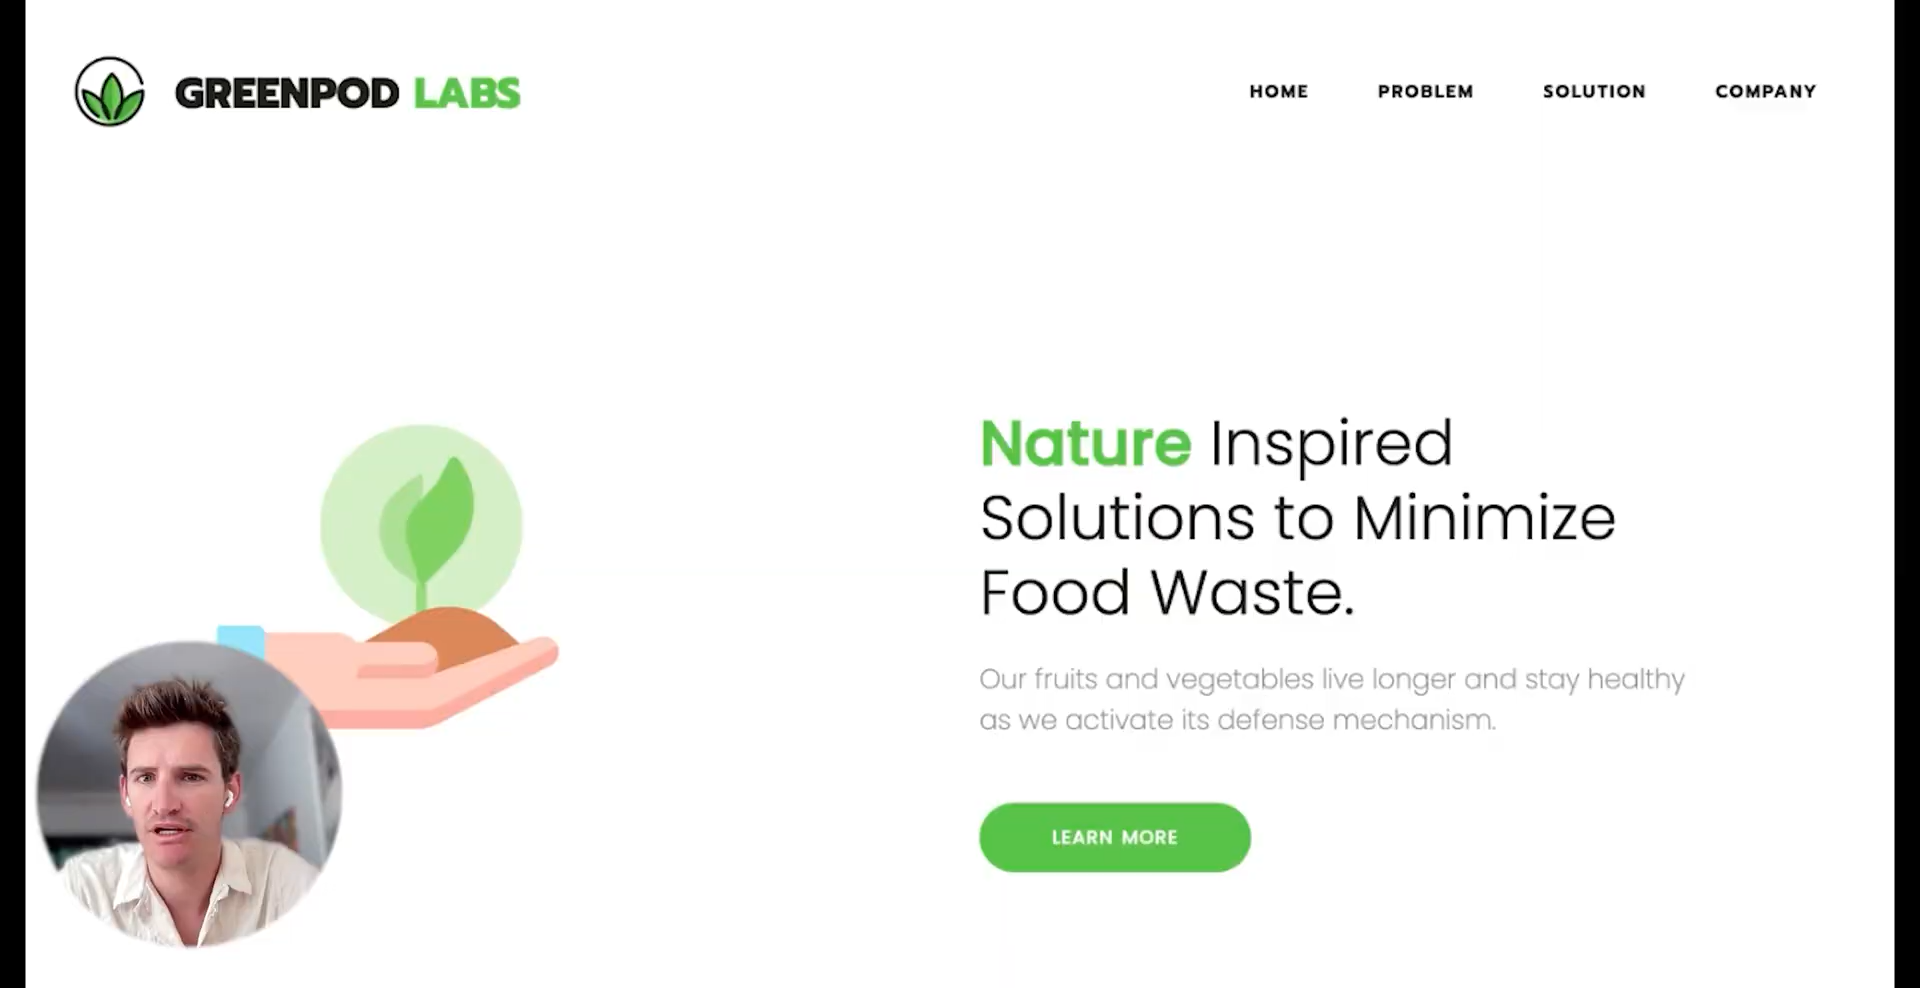 GREENPOD LABS
HOME PROBLEM SOLUTION COMPANY
Nature Inspired
Solutions to Minimize
Food Waste.
Our fruits and vegetables live longer and stay healthy
as we activate its defense mechanism.
LEARN MORE